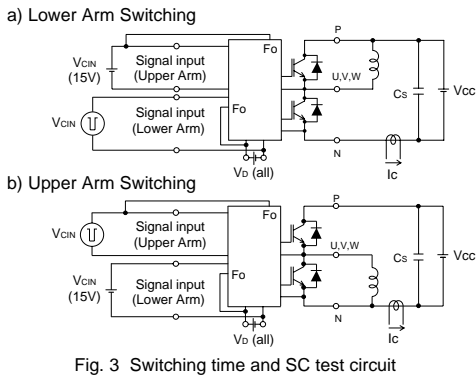 a) Lower Arm Switching
Fo
P
VCIN
(15V)
Signal input
(Upper Arm)
U,V,W
CS
VCC
VCIN
Signal input
(Lower Arm)
Fo
N
VD (all)
IC
b) Upper Arm Switching
Fo
P
VCIN
Signal input
(Upper Arm)
U,V,W
CS
VCC
VCIN
(15V)
Signal input
(Lower Arm)
Fo
N
VD (all)
IC
Fig. 3 Switching time and SC test circuit